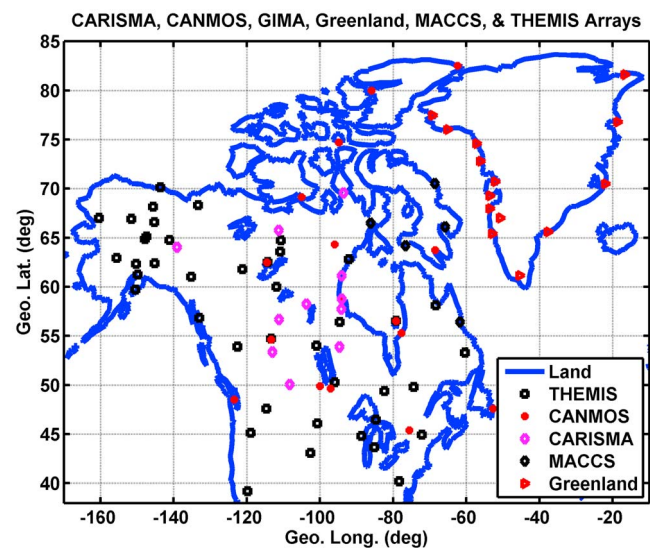 CARISMA, CANMOS, GIMA, Greenland, MACCS, & THEMIS Arrays
85
80
75
70
65
60
55
50
45
40
Geo. Lat. (deg)
-160 -140 -120 -100 -80 -60 -40 -20
Geo. Long. (deg)
Land
THEMIS
CANMOS
CARISMA
MACCS
Greenland